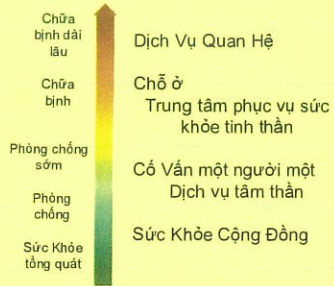 Chữa
bịnh dài
lâu
Dịch Vụ Quan Hệ
Chữa
bịnh
Chỗ ở
Trung tâm phục vụ sức
khỏe tinh thần
Phòng chống
sớm
Cố Vấn một người một
Dịch vụ tâm thần
Phòng
chống
Sức Khỏe Cộng Đồng
Sức Khỏe
tổng quát